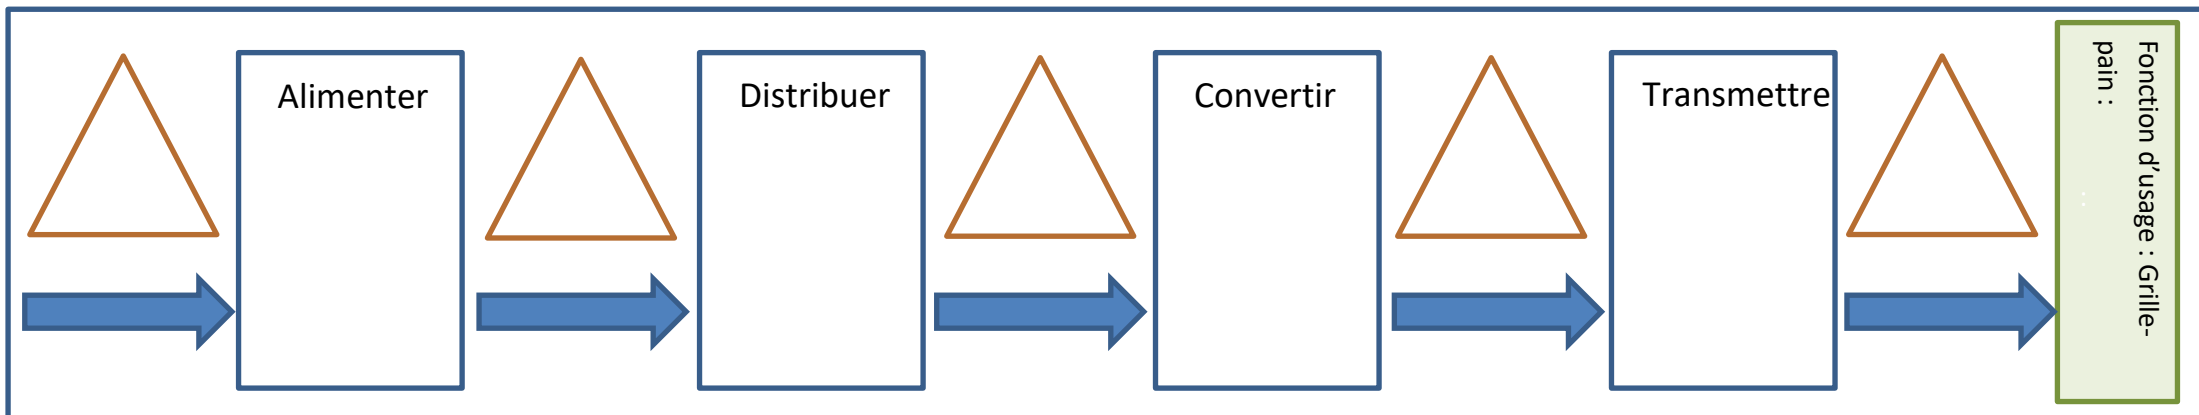 Alimenter
Distribuer
Convertir
Transmettre
Fonction d’usage : Grille-
pain :